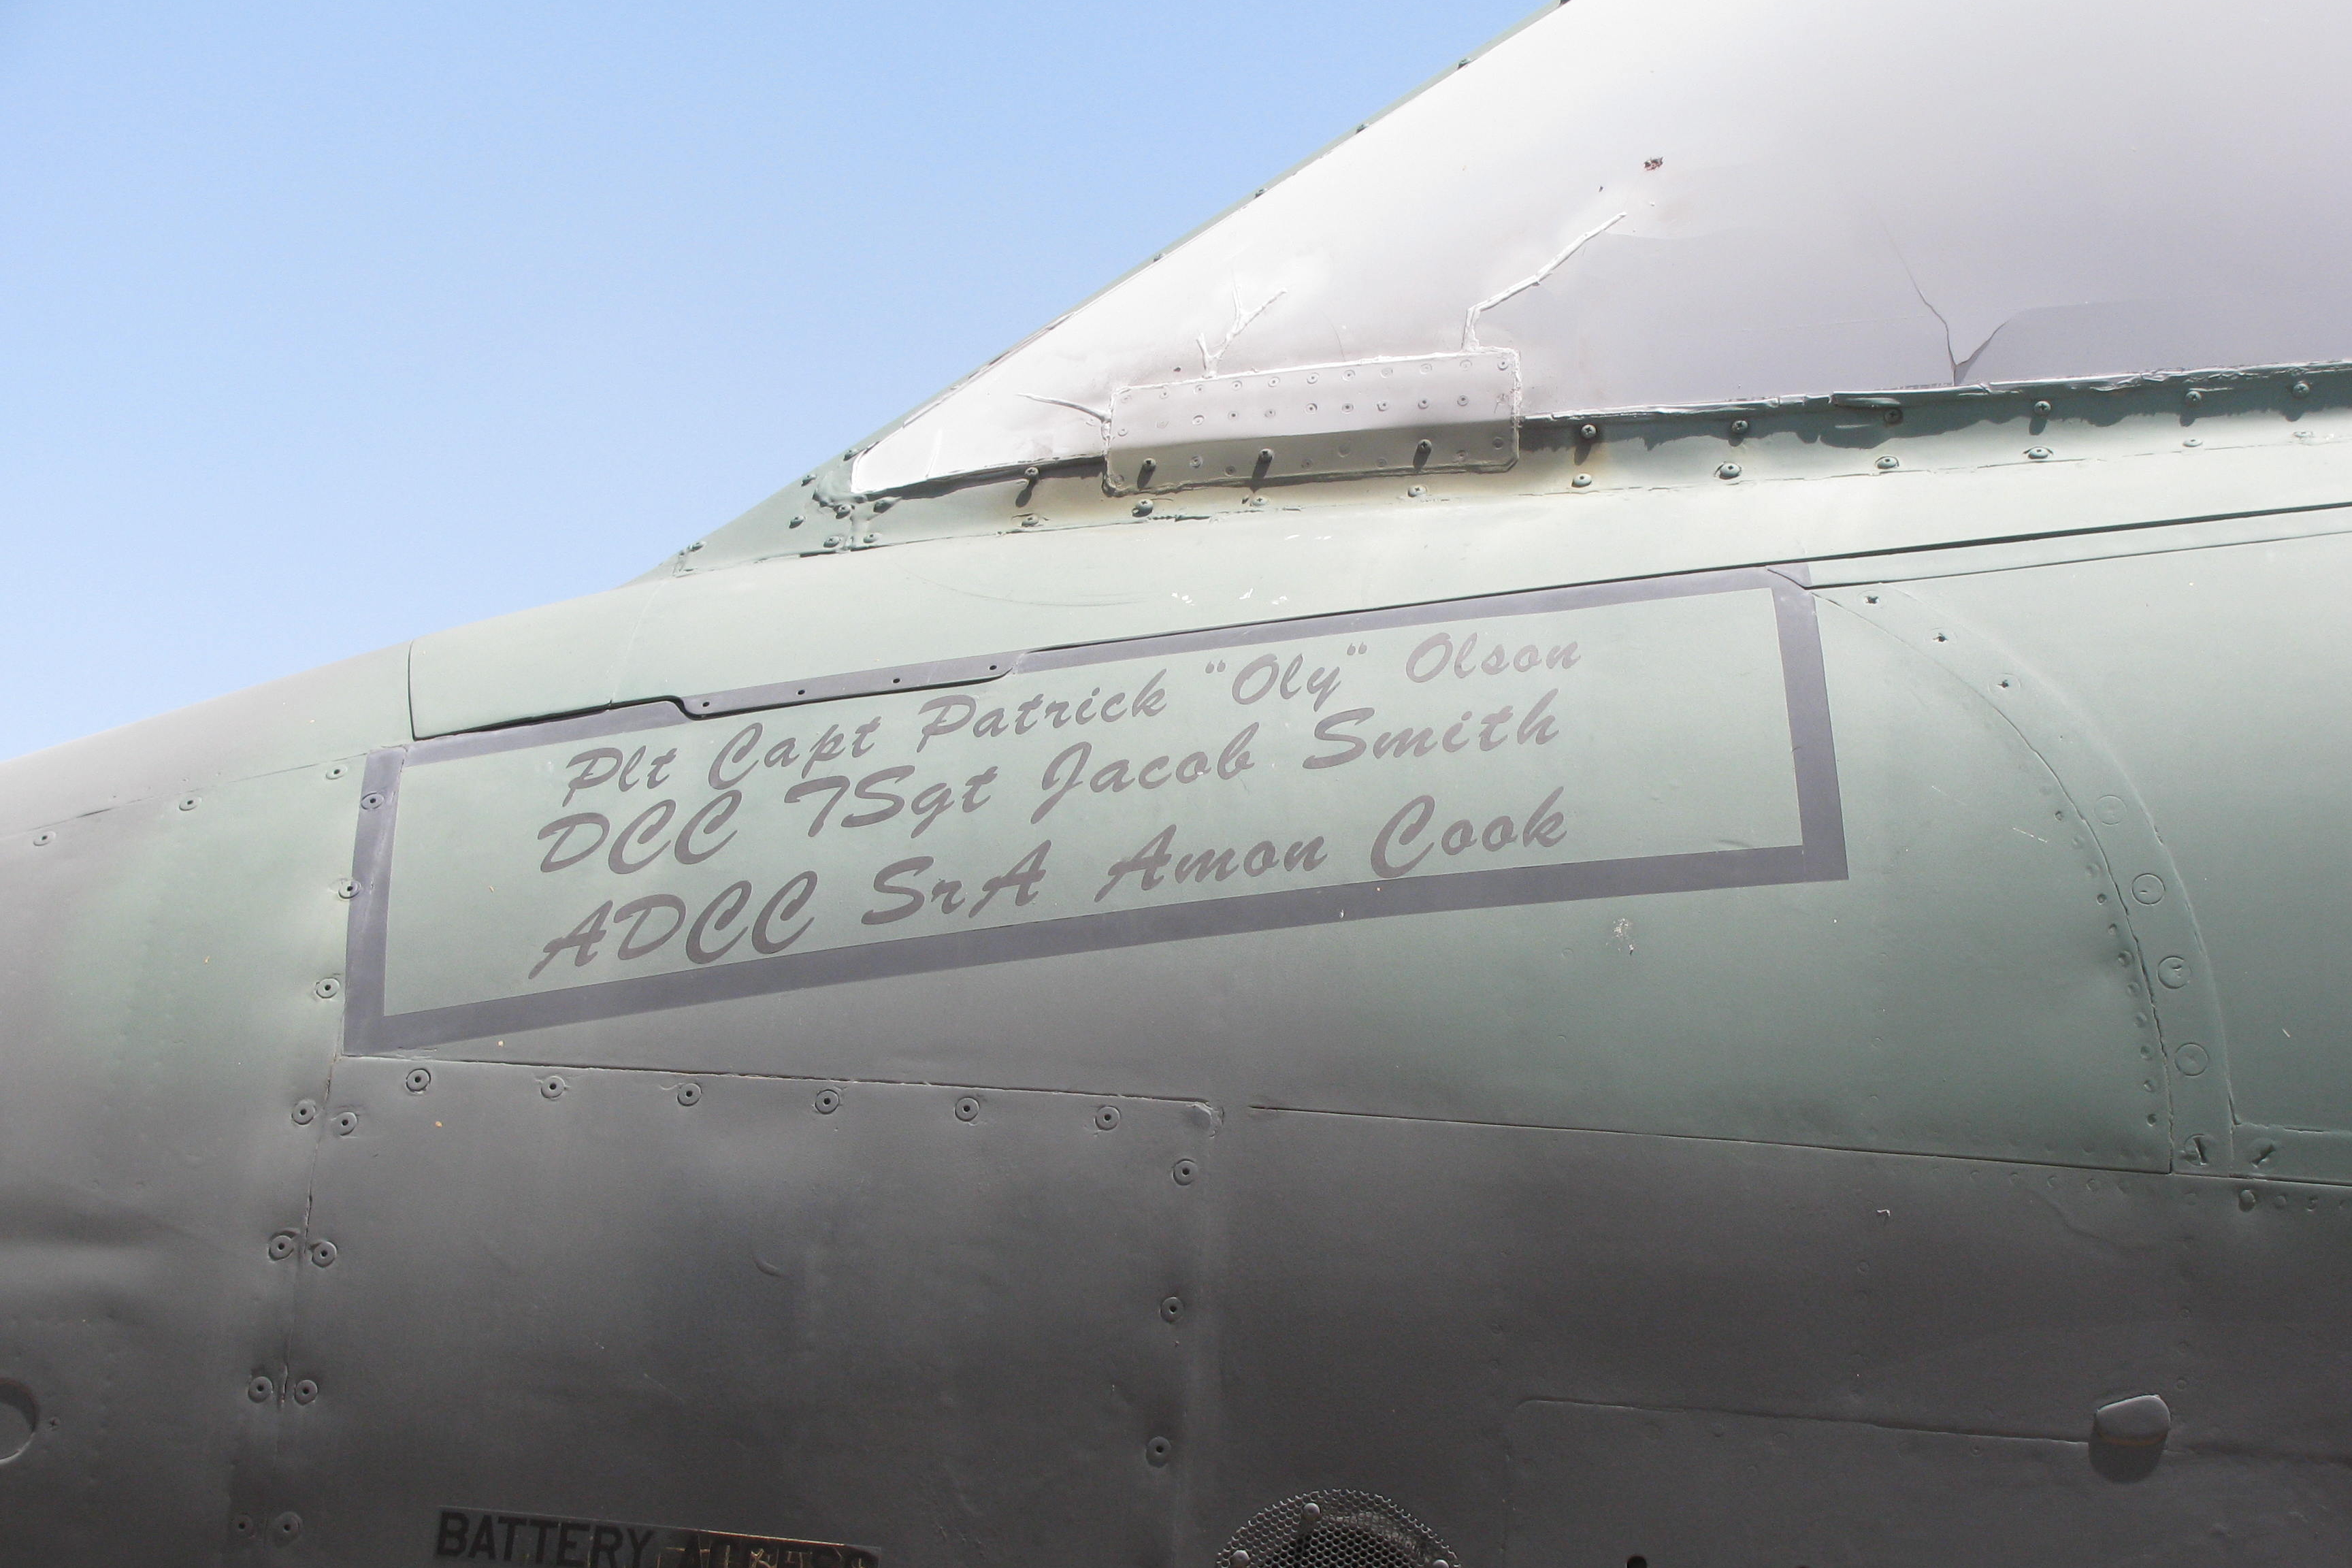 Plt Capt Patrick "Oly" Olson
DCC TSgt Jacob Smith
ADCC SrA Amon Cook
BATTERY